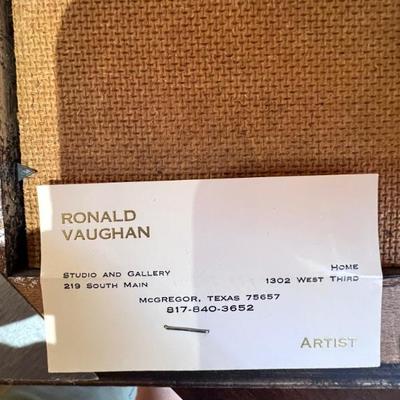 RONALD
VAUGHAN
STUDIO AND GALLERY
219 SOUTH MAIN
HOME
1302 WEST THIRD
McGREGOR, TEXAS 75657
817-840-3652
ARTIST